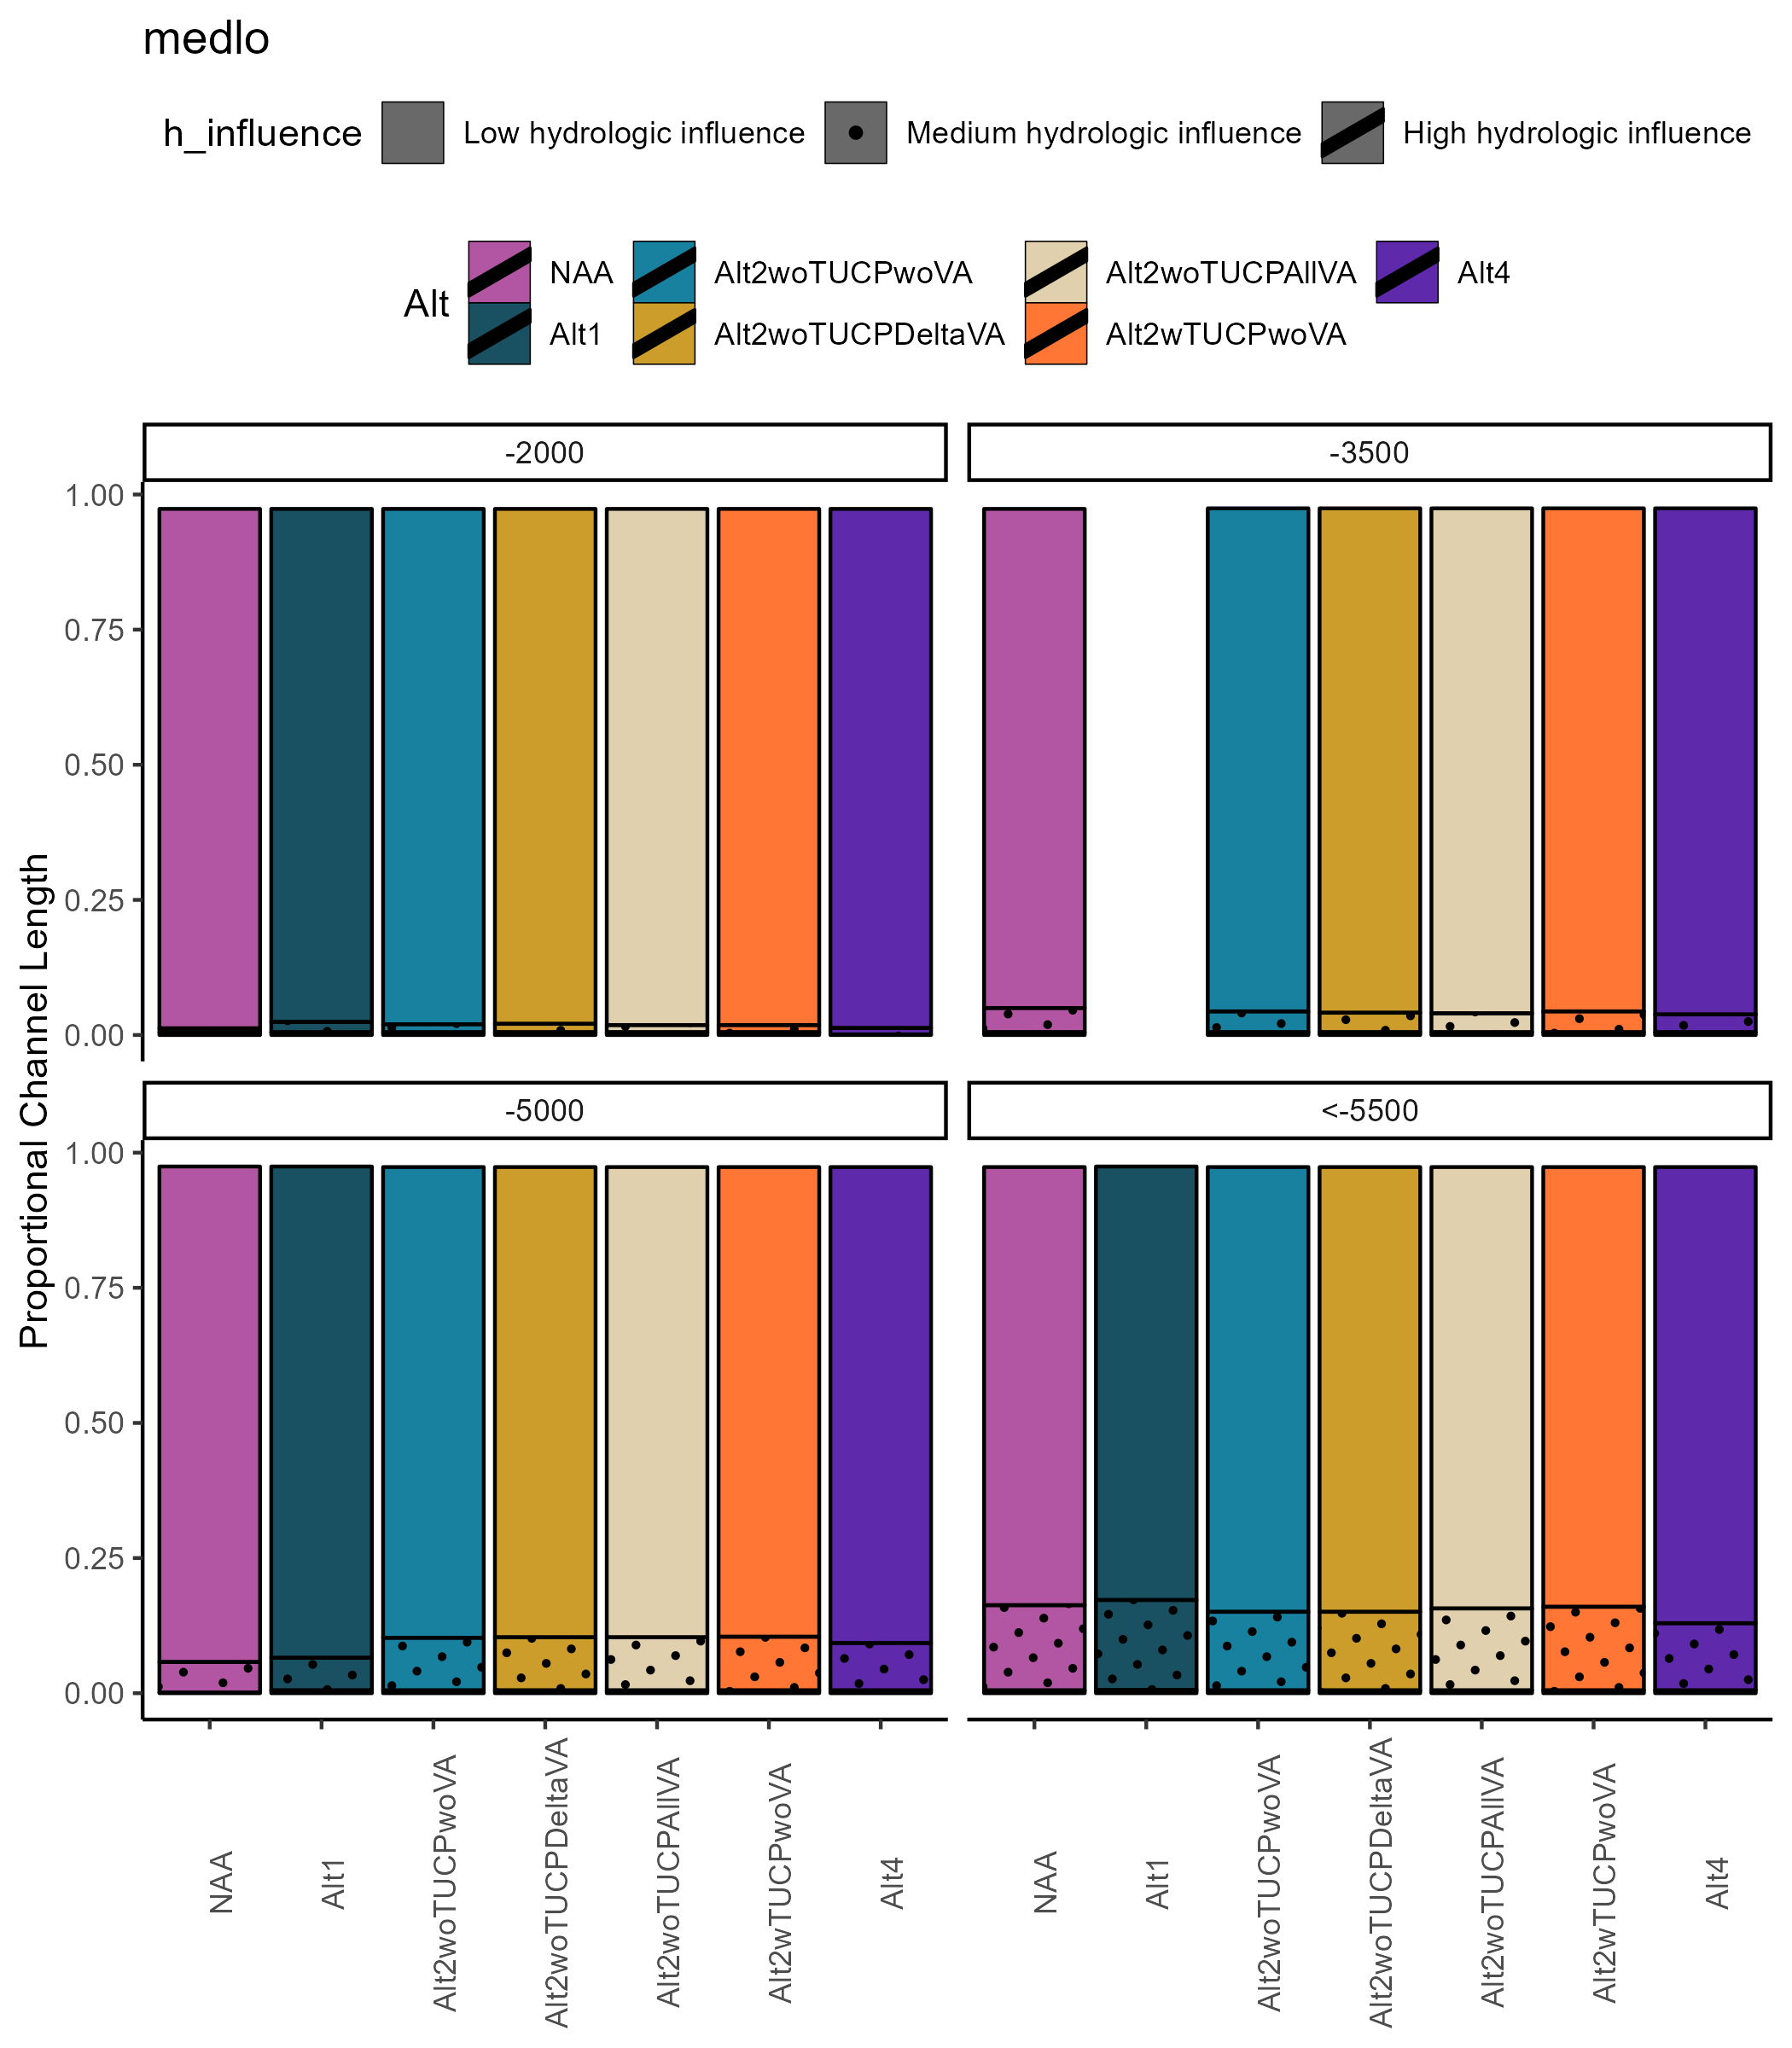 medlo
h_influence Low hydrologic influence Medium hydrologic influence High hydrologic influence
Alt NAA Alt2woTUCPwoVA Alt2woTUCPAllVA Alt4
Alt1 Alt2woTUCPDeltaVA Alt2wTUCPwoVA
-2000 -3500
1.00
0.75
0.50
0.25
0.00
-5000 <-5500
1.00
0.75
0.50
0.25
0.00
Proportional Channel Length
NAA Alt1 Alt2woTUCPwoVA Alt2woTUCPDeltaVA Alt2woTUCPAllVA Alt2wTUCPwoVA Alt4 NAA Alt1 Alt2woTUCPwoVA Alt2woTUCPDeltaVA Alt2woTUCPAllVA Alt2wTUCPwoVA Alt4